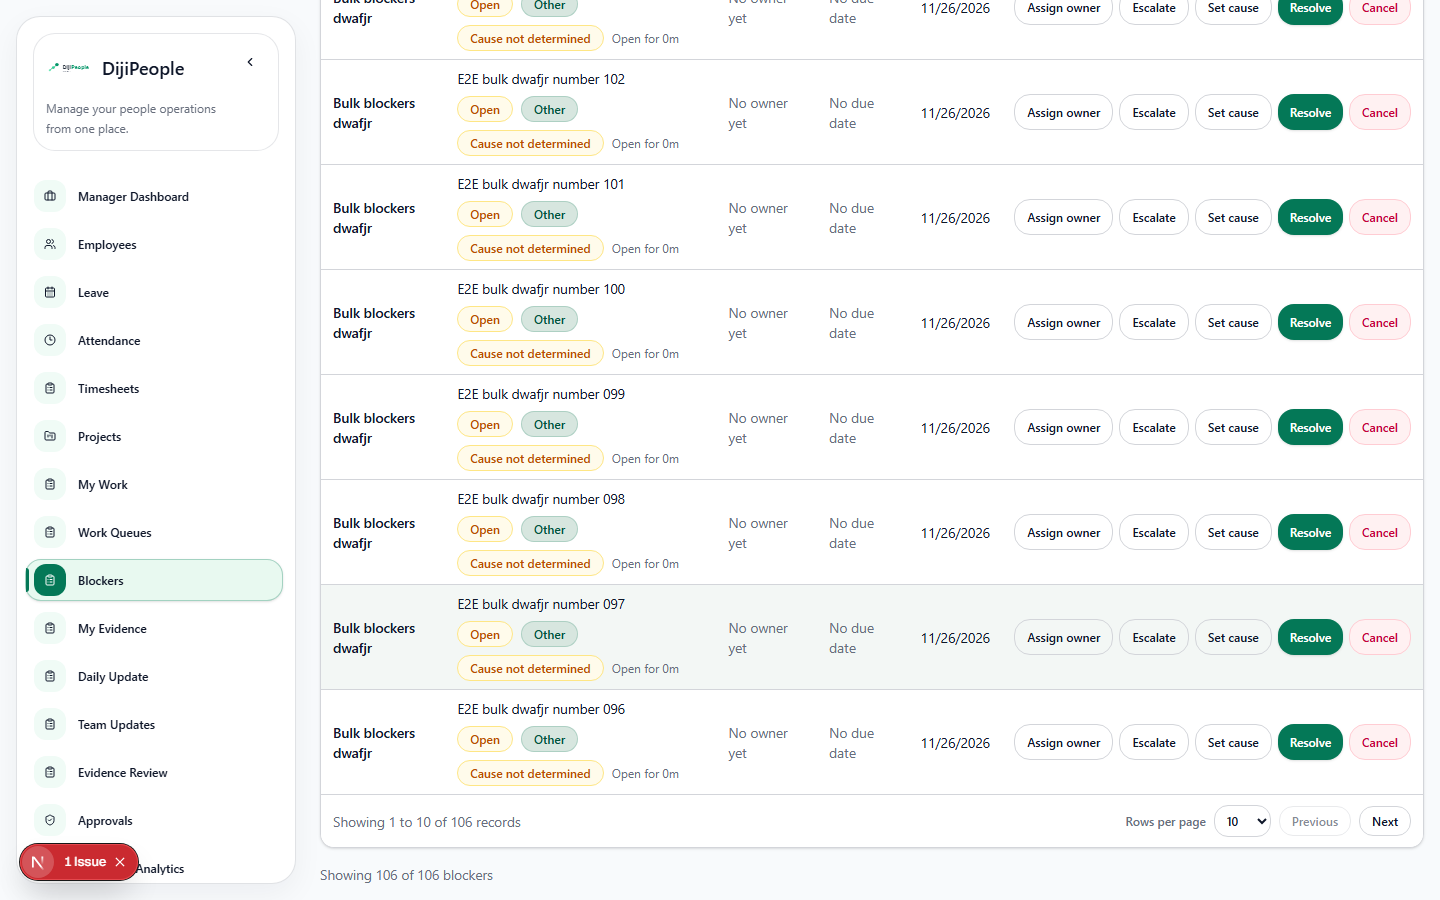 DijiPeople
DijiPeople
Manage your people operations
from one place.
Manager Dashboard
Employees
Leave
Attendance
Timesheets
Projects
My Work
Work Queues
Blockers
My Evidence
Daily Update
Team Updates
Evidence Review
Approvals
Analytics
N 1 Issue
Bulk blockers
dwafjr
Open Other
Cause not determined Open for 0m
No owner
yet
No due
date
11/26/2026 Assign owner Escalate Set cause Resolve Cancel
E2E bulk dwafjr number 102
Bulk blockers
dwafjr
Open Other
Cause not determined Open for 0m
No owner
yet
No due
date
11/26/2026 Assign owner Escalate Set cause Resolve Cancel
E2E bulk dwafjr number 101
Bulk blockers
dwafjr
Open Other
Cause not determined Open for 0m
No owner
yet
No due
date
11/26/2026 Assign owner Escalate Set cause Resolve Cancel
E2E bulk dwafjr number 100
Bulk blockers
dwafjr
Open Other
Cause not determined Open for 0m
No owner
yet
No due
date
11/26/2026 Assign owner Escalate Set cause Resolve Cancel
E2E bulk dwafjr number 099
Bulk blockers
dwafjr
Open Other
Cause not determined Open for 0m
No owner
yet
No due
date
11/26/2026 Assign owner Escalate Set cause Resolve Cancel
E2E bulk dwafjr number 098
Bulk blockers
dwafjr
Open Other
Cause not determined Open for 0m
No owner
yet
No due
date
11/26/2026 Assign owner Escalate Set cause Resolve Cancel
E2E bulk dwafjr number 097
Bulk blockers
dwafjr
Open Other
Cause not determined Open for 0m
No owner
yet
No due
date
11/26/2026 Assign owner Escalate Set cause Resolve Cancel
E2E bulk dwafjr number 096
Bulk blockers
dwafjr
Open Other
Cause not determined Open for 0m
No owner
yet
No due
date
11/26/2026 Assign owner Escalate Set cause Resolve Cancel
Showing 1 to 10 of 106 records
Rows per page 10 Previous Next
Showing 106 of 106 blockers